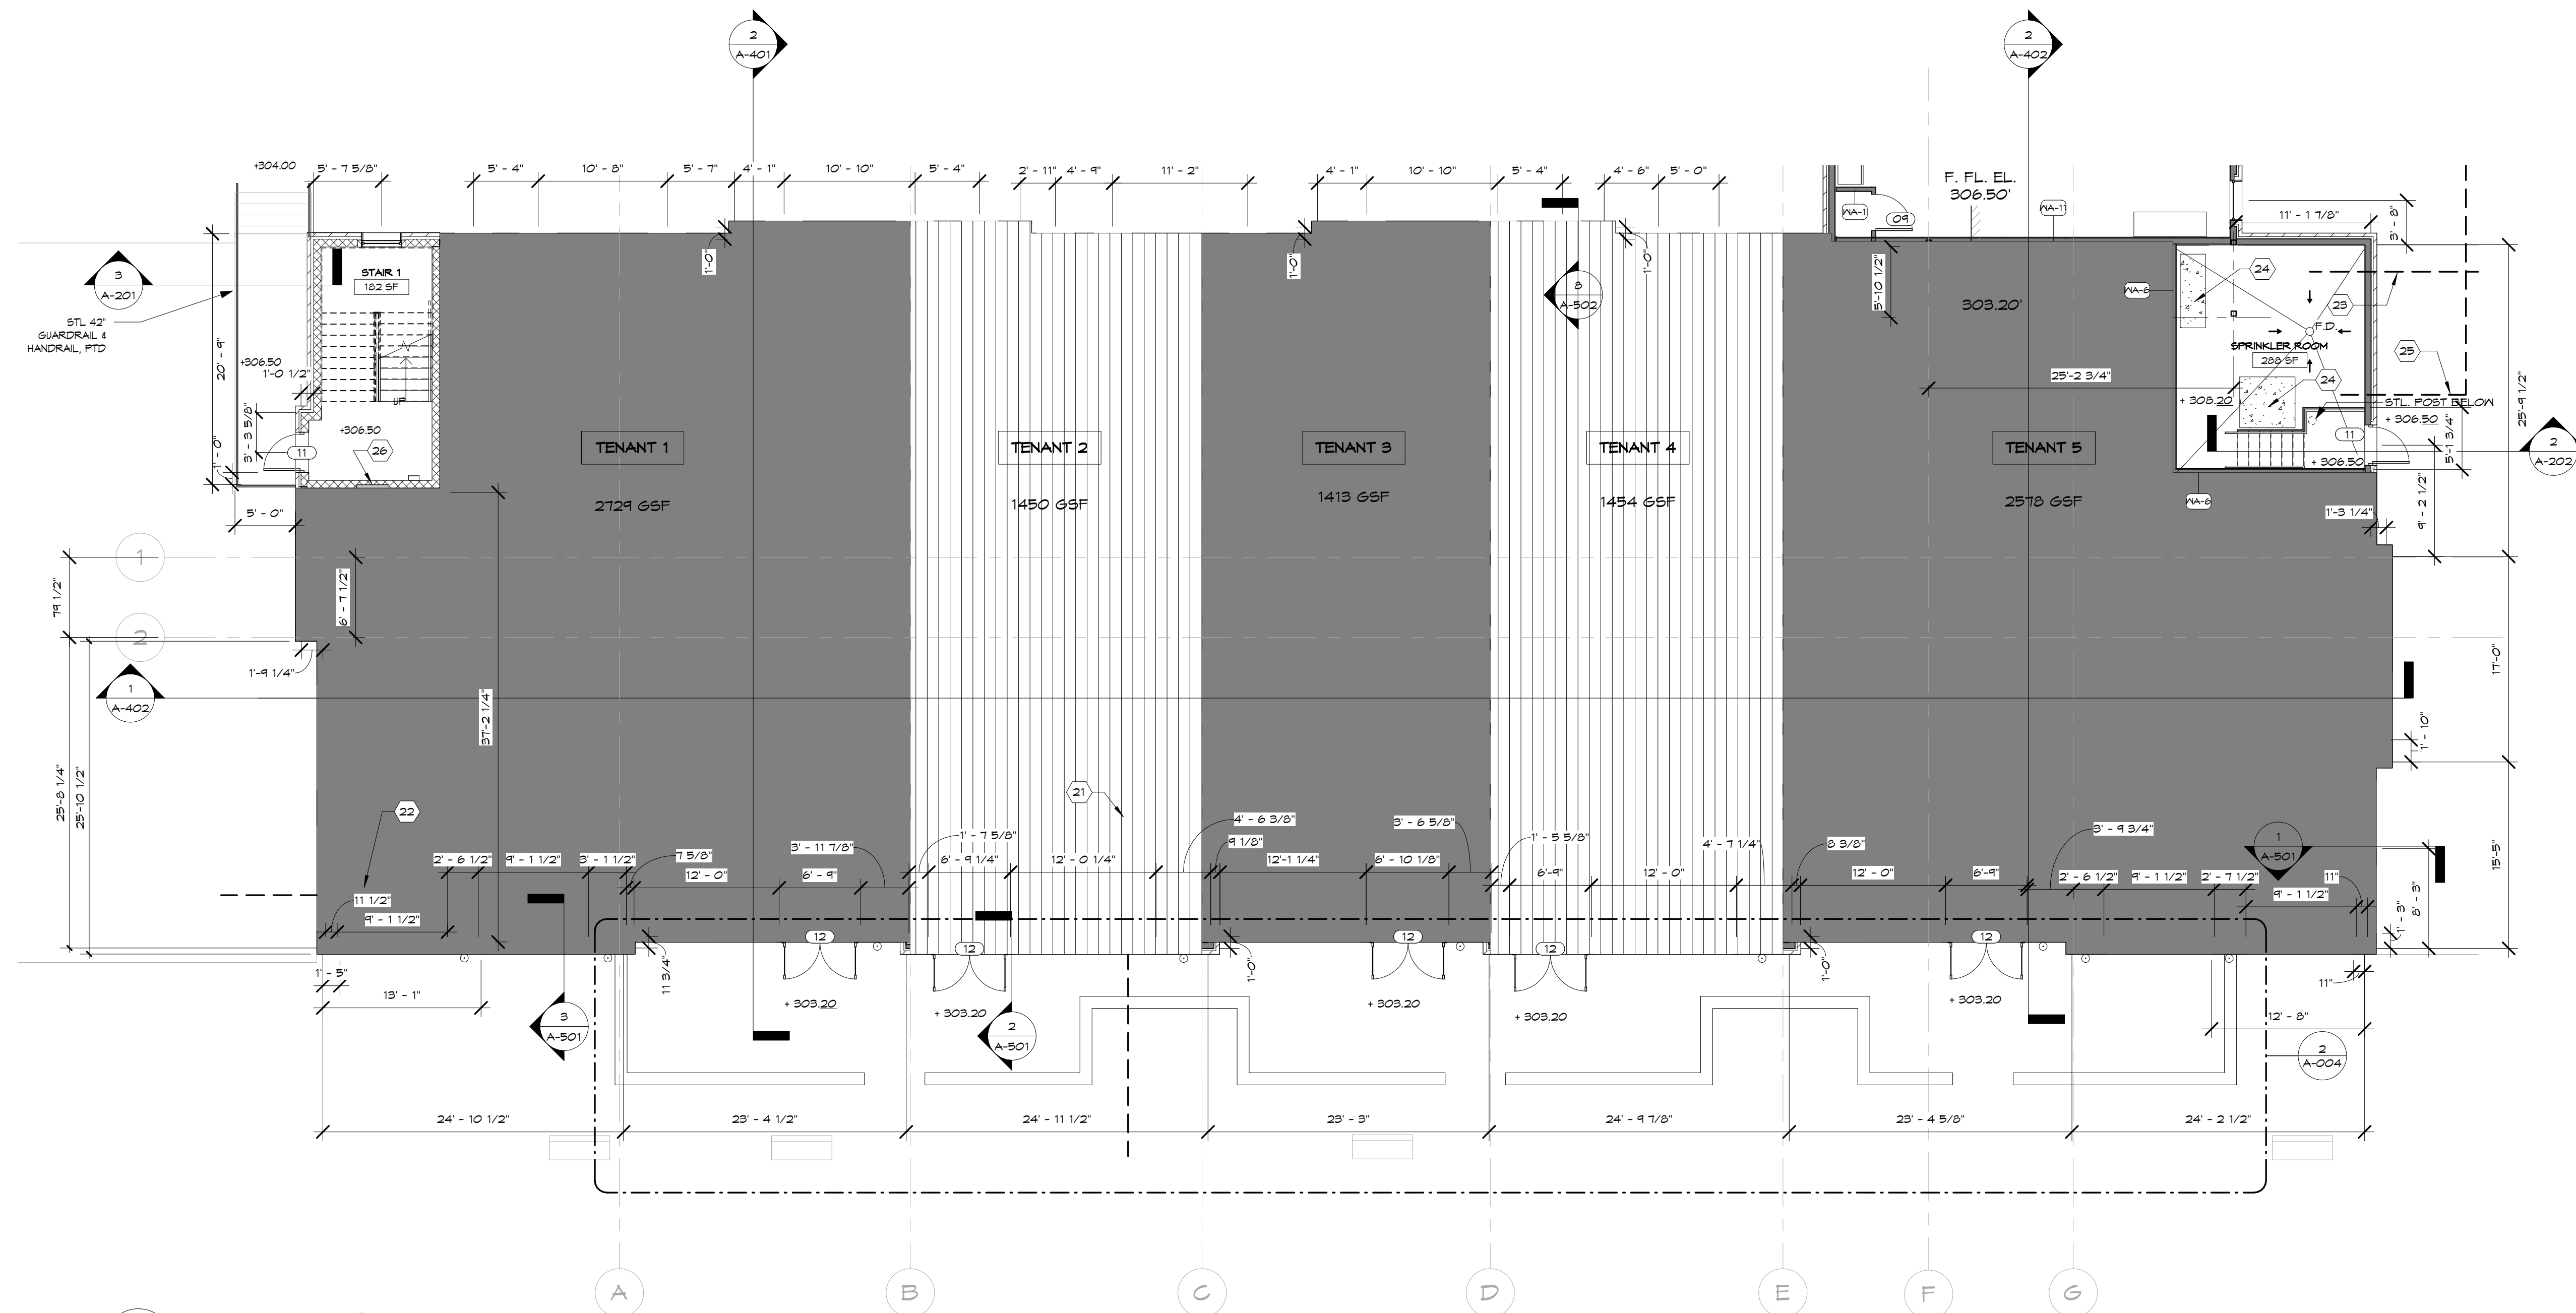 2
A-401
2
A-402
+304.00
5' - 7 5/8"
5' - 4"
10' - 8"
5' - 7"
4' - 1"
10' - 10"
5' - 4"
2' - 11"
4' - 9"
11' - 2"
4' - 1"
10' - 10"
5' - 4"
4' - 6"
5' - 0"
F. FL. EL.
306.50'
WA-1
09
WA-11
11' - 1 7/8"
3' - 8"
1'-0"
1'-0"
1'-0"
5'-10 1/2"
3
A-201
STL 42"
GUARDRAIL &
HANDRAIL, PTD
STAIR 1
182 SF
UP
20' - 9"
+306.50
1'-0 1/2"
3' - 3 5/8"
1' - 0"
11
+306.50
26
8
A-502
303.20'
WA-6
24
23
F.D.
SPRINKLER ROOM
288 SF
24
25
25'-2 3/4"
+ 308.20
STL. POST BELOW
+ 306.50
11
+ 306.50
5'-1 3/4"
25'-9 1/2"
2
A-202
TENANT 1
2729 GSF
TENANT 2
1450 GSF
TENANT 3
1413 GSF
TENANT 4
1454 GSF
TENANT 5
2578 GSF
WA-6
1'-3 1/4"
9' - 2 1/2"
5' - 0"
1
2
79 1/2"
6' - 7 1/2"
1'-9 1/4"
1
A-402
37'-2 1/4"
17'-0"
1' - 10"
25'-8 1/4"
25'-10 1/2"
22
21
15'-5"
2' - 6 1/2"
9' - 1 1/2"
3' - 1 1/2"
7 5/8"
12' - 0"
3' - 11 7/8"
6' - 9"
1' - 7 5/8"
6' - 9 1/4"
12' - 0 1/4"
4' - 6 3/8"
9 1/8"
12'-1 1/4"
3' - 6 5/8"
6' - 10 1/8"
1' - 5 5/8"
6'-9"
12' - 0"
4' - 7 1/4"
8 3/8"
12' - 0"
6'-9"
3' - 9 3/4"
2' - 6 1/2"
9' - 1 1/2"
2' - 7 1/2"
9' - 1 1/2"
11"
1
A-501
1' - 3"
8' - 3"
11 1/2"
9' - 1 1/2"
12
12
12
12
12
1' - 5"
13' - 1"
11 3/4"
1'-0"
1'-0"
11"
12' - 8"
3
A-501
+ 303.20
+ 303.20
2
A-501
+ 303.20
+ 303.20
+ 303.20
2
A-004
24' - 10 1/2"
23' - 4 1/2"
24' - 11 1/2"
23' - 3"
24' - 9 7/8"
23' - 4 5/8"
24' - 2 1/2"
A
B
C
D
E
F
G